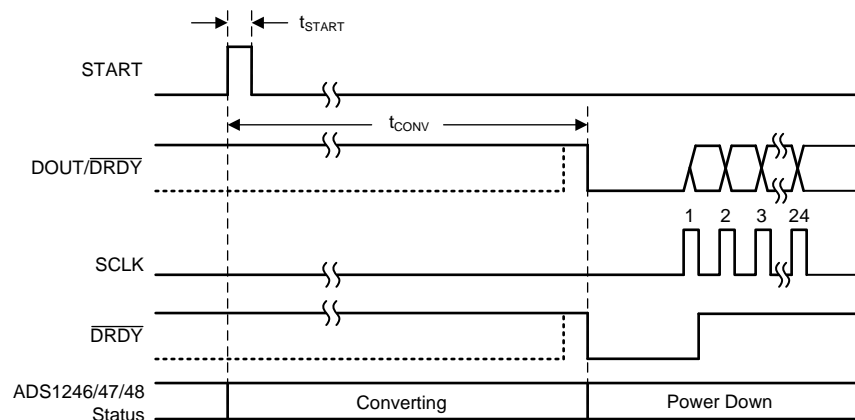 tSTART
START
tCONV
DOUT/DRDY
1 2 3 24
SCLK
DRDY
ADS1246/47/48
Status
Converting
Power Down